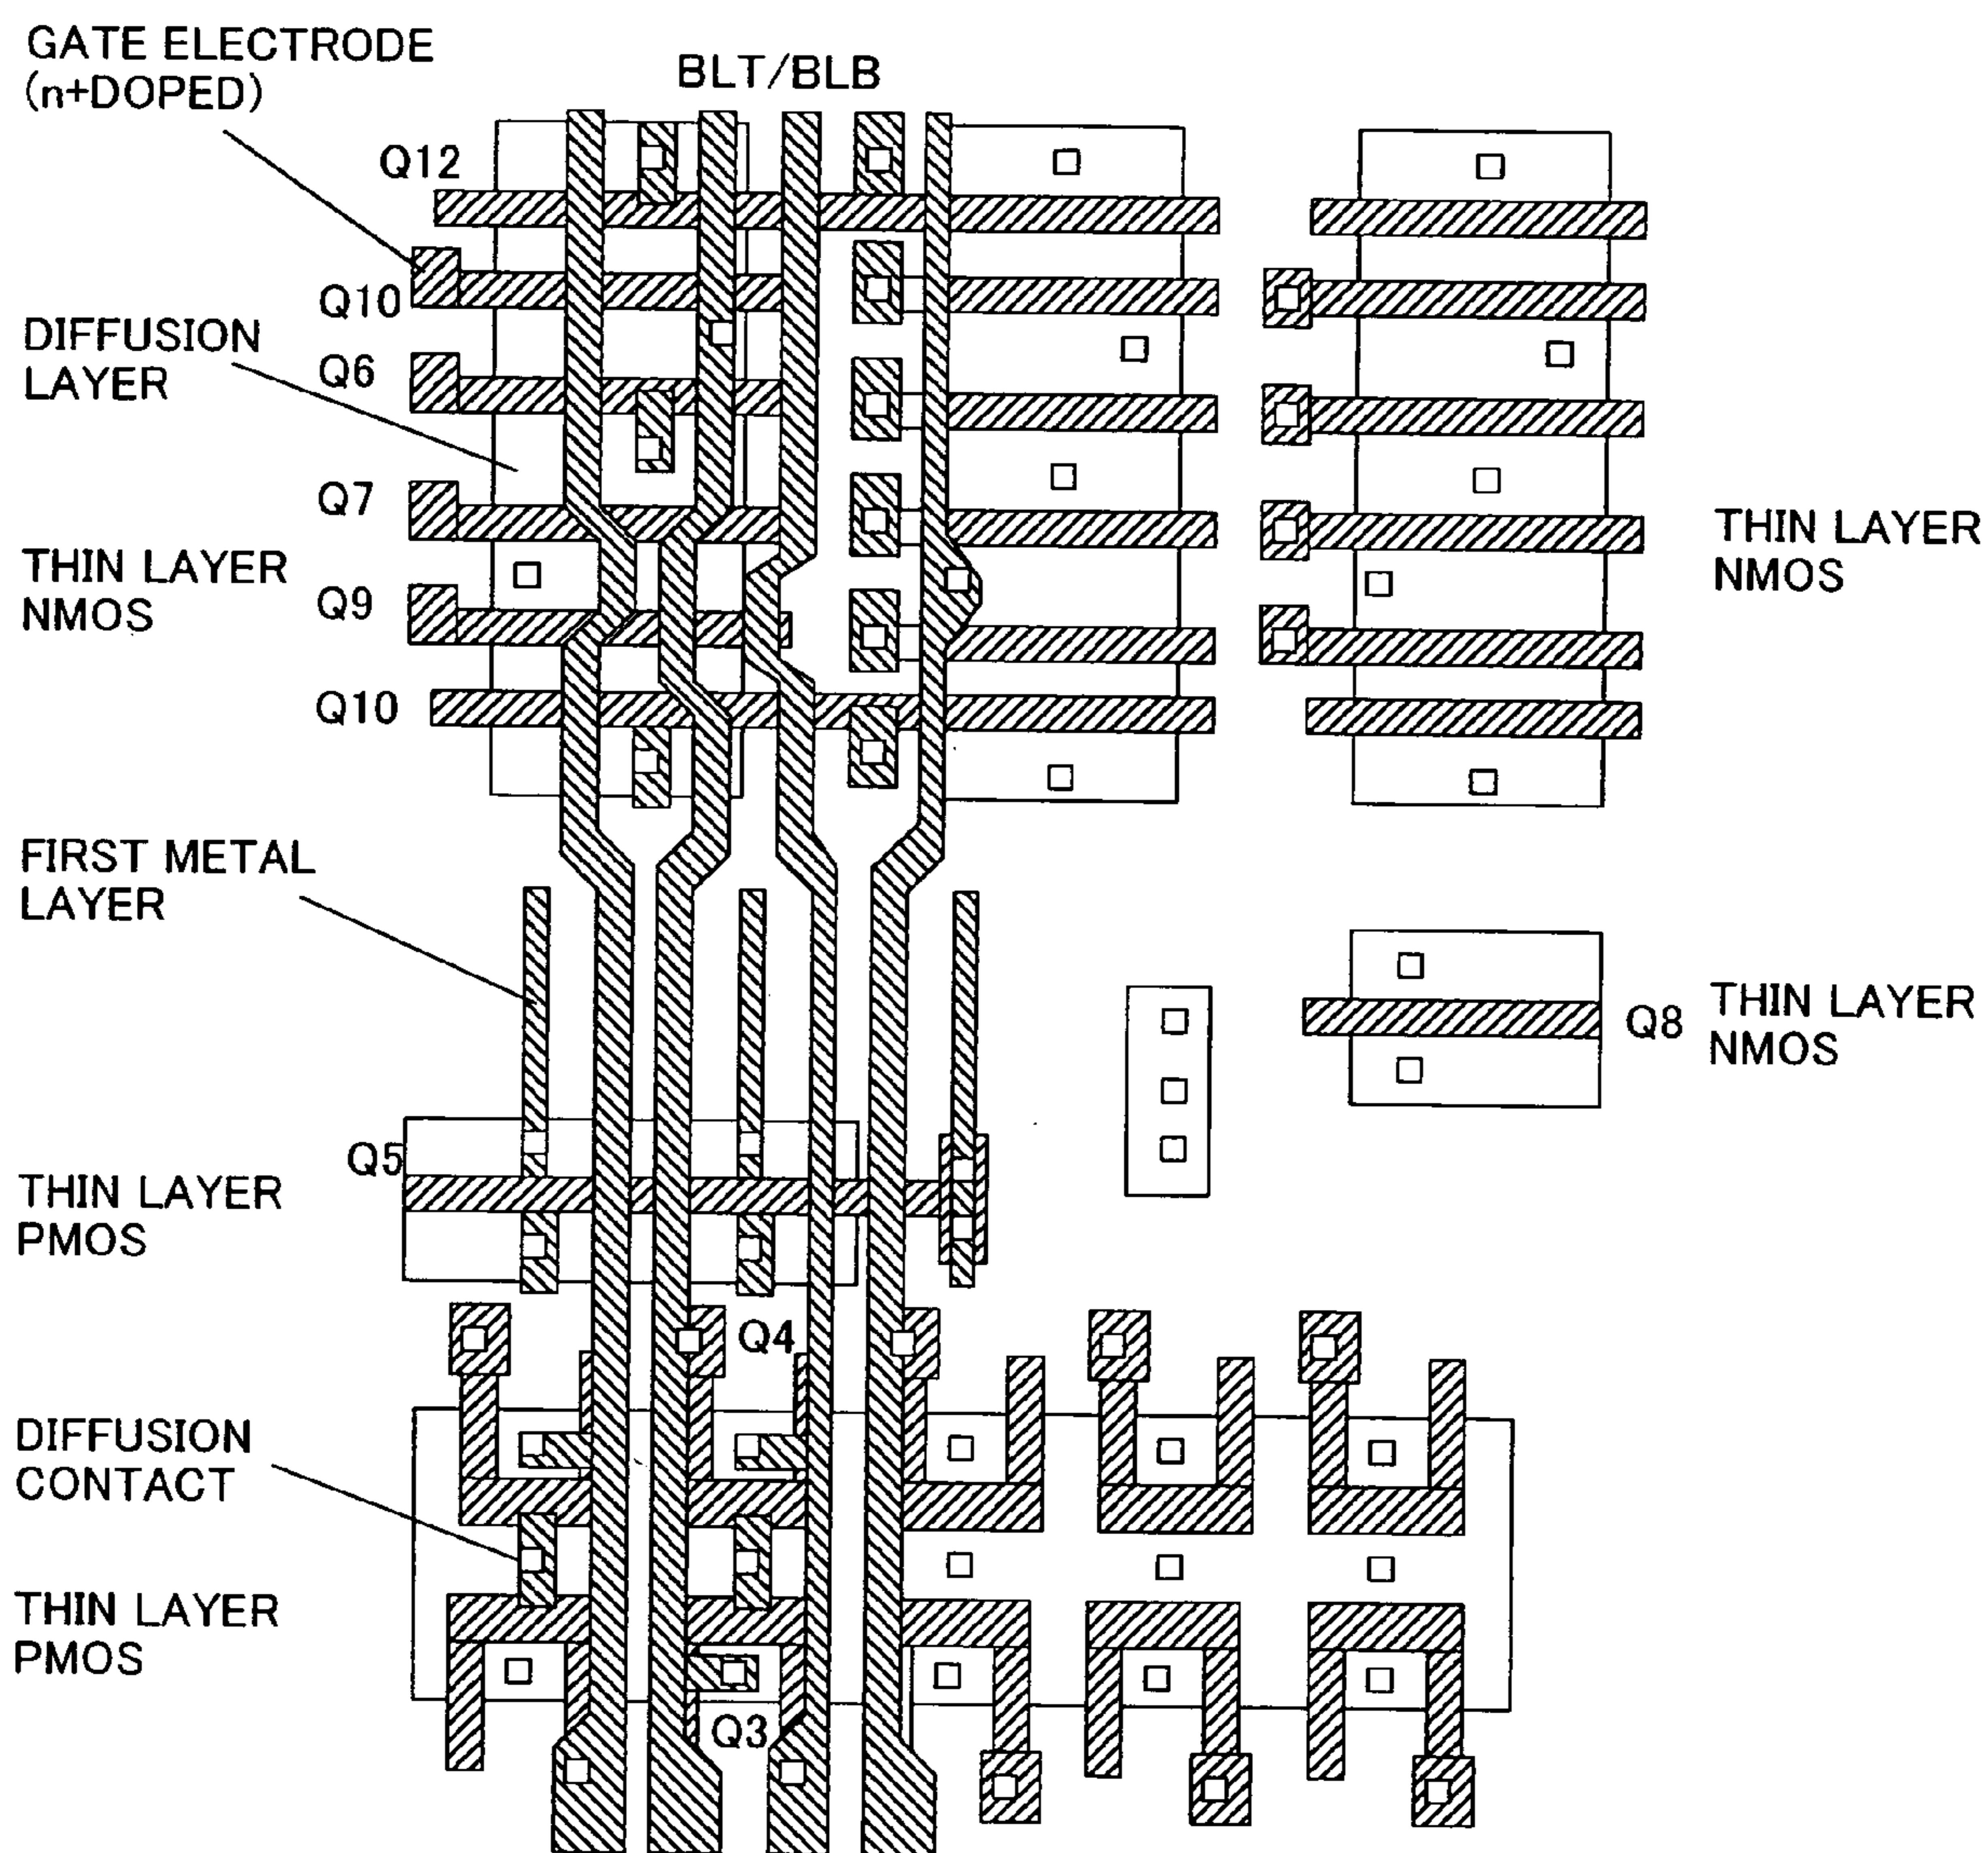 GATE ELECTRODE
(n+DOPED)
BLT/BLB
Q12
Q10
DIFFUSION
LAYER
Q6
Q7
THIN LAYER
NMOS
THIN LAYER
NMOS
Q9
Q10
FIRST METAL
LAYER
Q8
THIN LAYER
NMOS
Q5
THIN LAYER
PMOS
Q4
DIFFUSION
CONTACT
THIN LAYER
PMOS
Q3